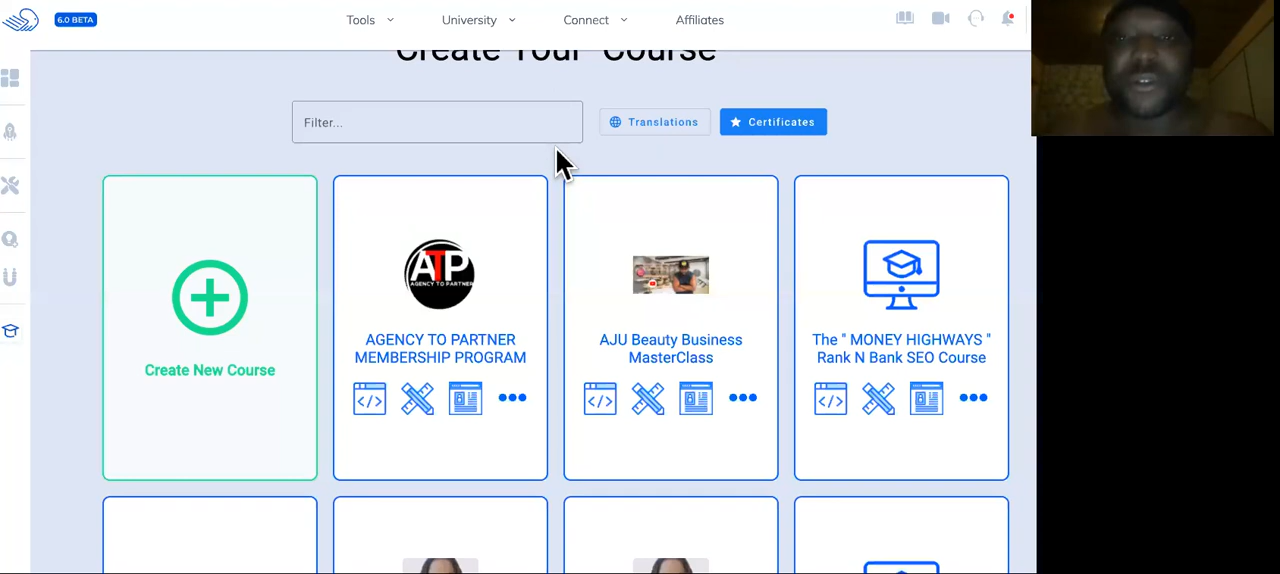 6.0 BETA
Tools
University
Connect
Affiliates
Create Your Course
Filter...
Translations
Certificates
Create New Course
ATP
AGENCY TO PARTNER
AGENCY TO PARTNER
MEMBERSHIP PROGRAM
AJU Beauty Business
MasterClass
The " MONEY HIGHWAYS "
Rank N Bank SEO Course